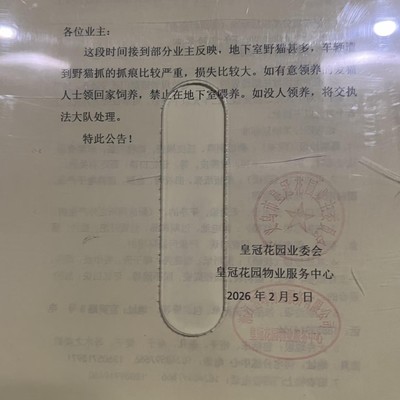 各位业主：
这段时间接到部分业主反映，地下室野猫甚多，车辆遭
到野猫抓的抓痕比较严重，损失比较大。如有意领养的爱猫
人士领回家饲养，禁止在地下室喂养。如没人领养，将交执
法大队处理。
特此公告！
皇冠花园业委会
皇冠花园物业服务中心
2026 年 2 月 5 日